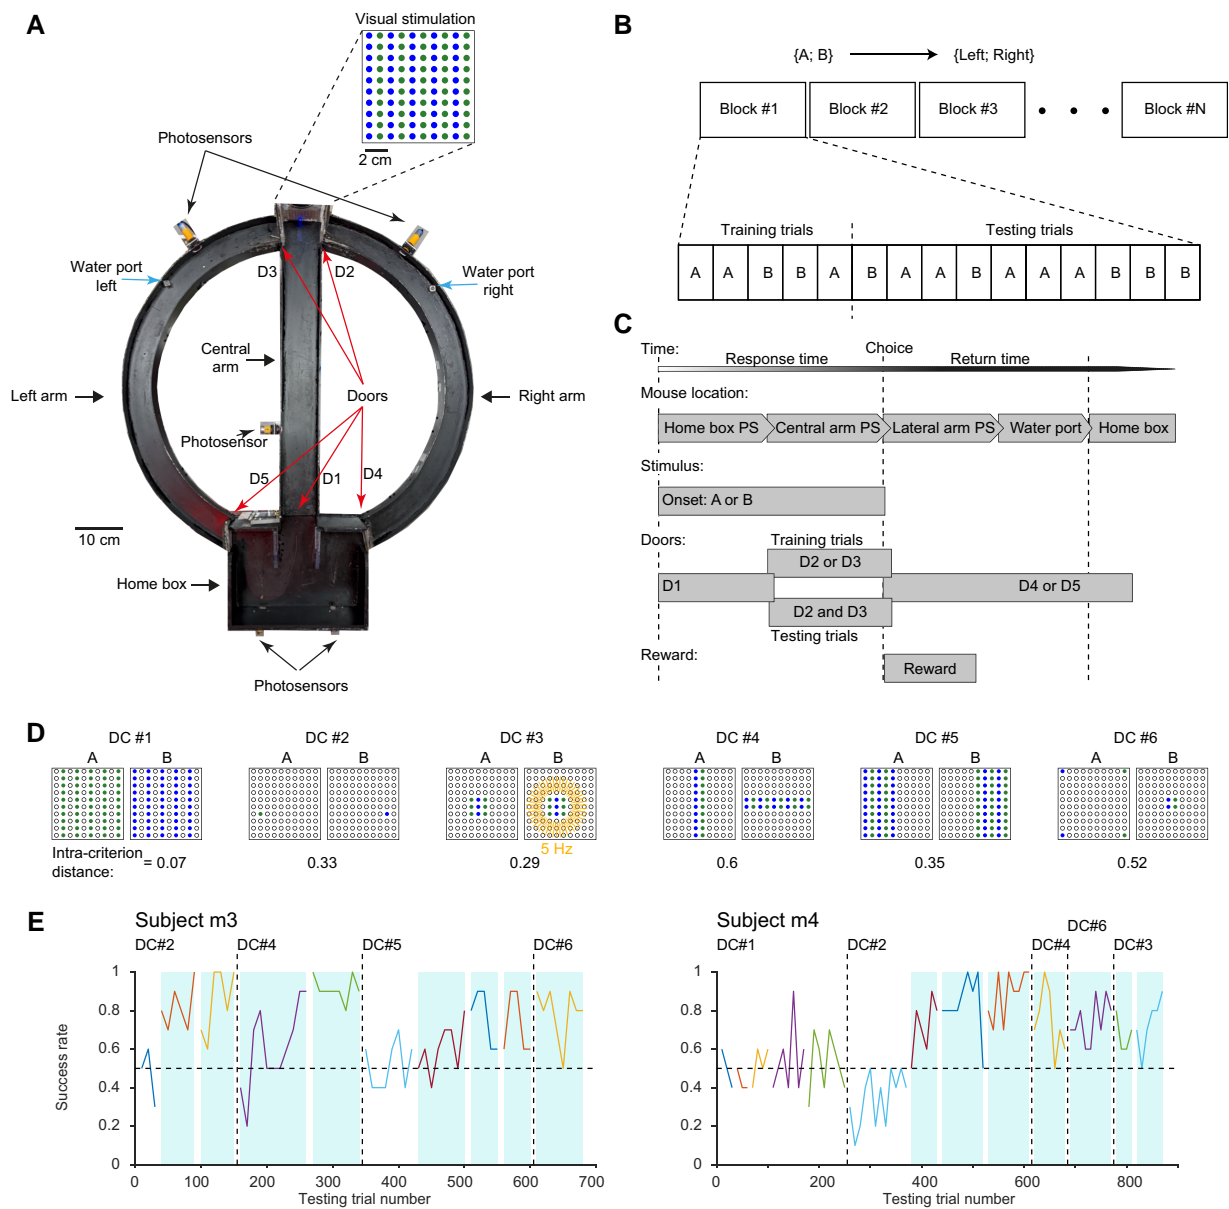 A
Visual stimulation
2 cm
Photosensors
Water port
left
D3
D2
Water port
right
Central
arm
Left arm
Doors
Right arm
Photosensor
D5
D1
D4
10 cm
Home box
Photosensors
B
{A; B}
{Left; Right}
Block #1
Block #2
Block #3
Block #N
Training trials
Testing trials
A A B B A B A A B A A A B B B
C
Time:
Response time
Choice
Return time
Mouse location:
Home box PS
Central arm PS
Lateral arm PS
Water port
Home box
Stimulus:
Onset: A or B
Doors:
Training trials
D2 or D3
D1
D4 or D5
D2 and D3
Testing trials
Reward:
Reward
D
DC #1
DC #2
DC #3
DC #4
DC #5
DC #6
A B A B A B A B A B A B
5 Hz
Intra-criterion
distance:
= 0.07
0.33
0.29
0.6
0.35
0.52
E
Subject m3
DC#2
DC#4
DC#5
DC#6
1
0.8
0.6
0.4
0.2
0
Success rate
0 100 200 300 400 500 600 700
Testing trial number
Subject m4
DC#1
DC#2
DC#4
DC#6
DC#3
1
0.8
0.6
0.4
0.2
0
0 200 400 600 800
Testing trial number